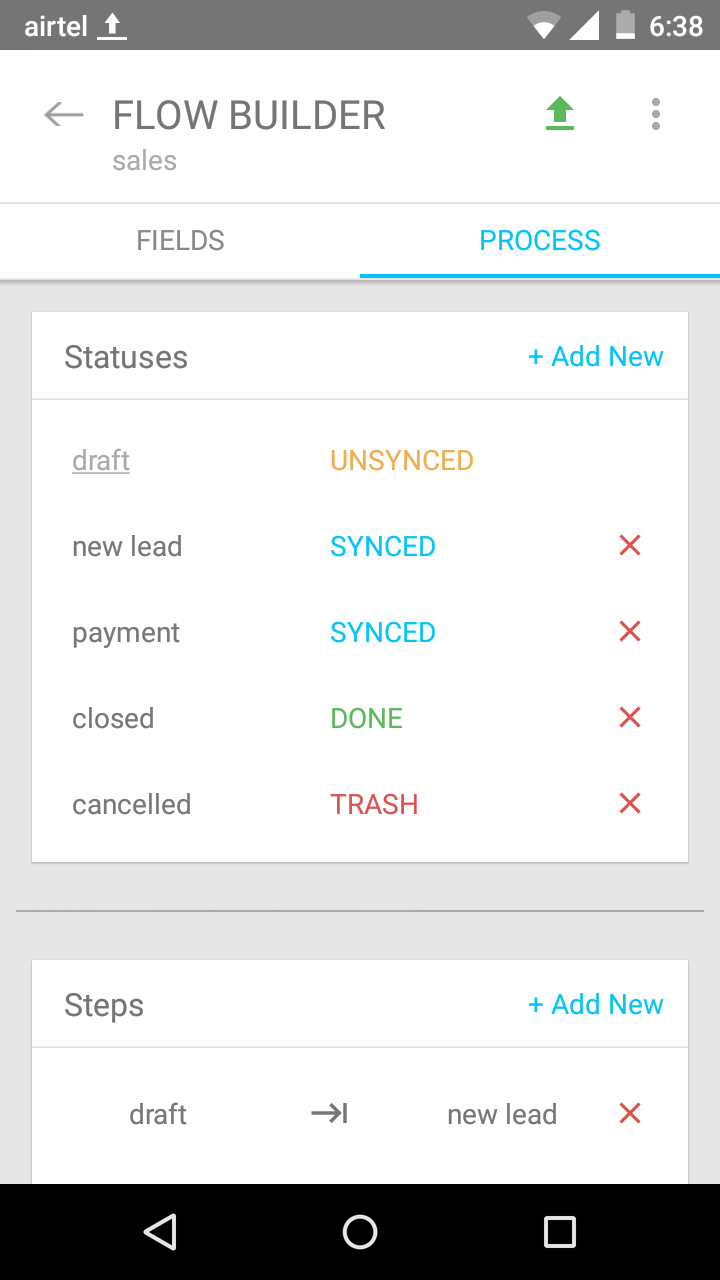 airtel 6:38
FLOW BUILDER
sales
FIELDS PROCESS
Statuses + Add New
draft UNSYNCED
new lead SYNCED
payment SYNCED
closed DONE
cancelled TRASH
Steps + Add New
draft new lead